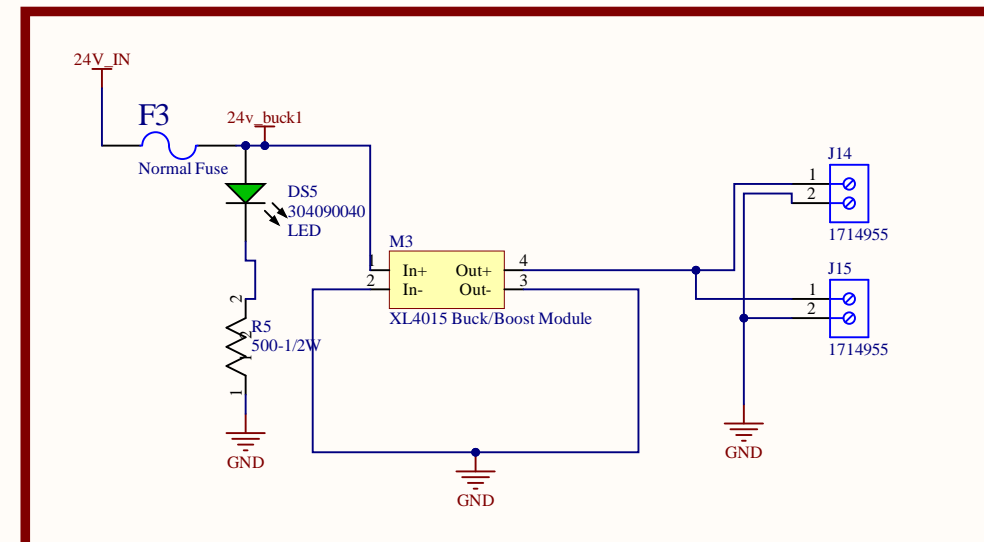 24V_IN
F3
Normal Fuse
24v_buck1
DS5
304090040
LED
J14
1
2
1714955
M3
1
2
In+
In-
Out+
Out-
4
3
XL4015 Buck/Boost Module
J15
1
2
1714955
2
R5
500-1/2W
1
2
1
GND
GND
GND